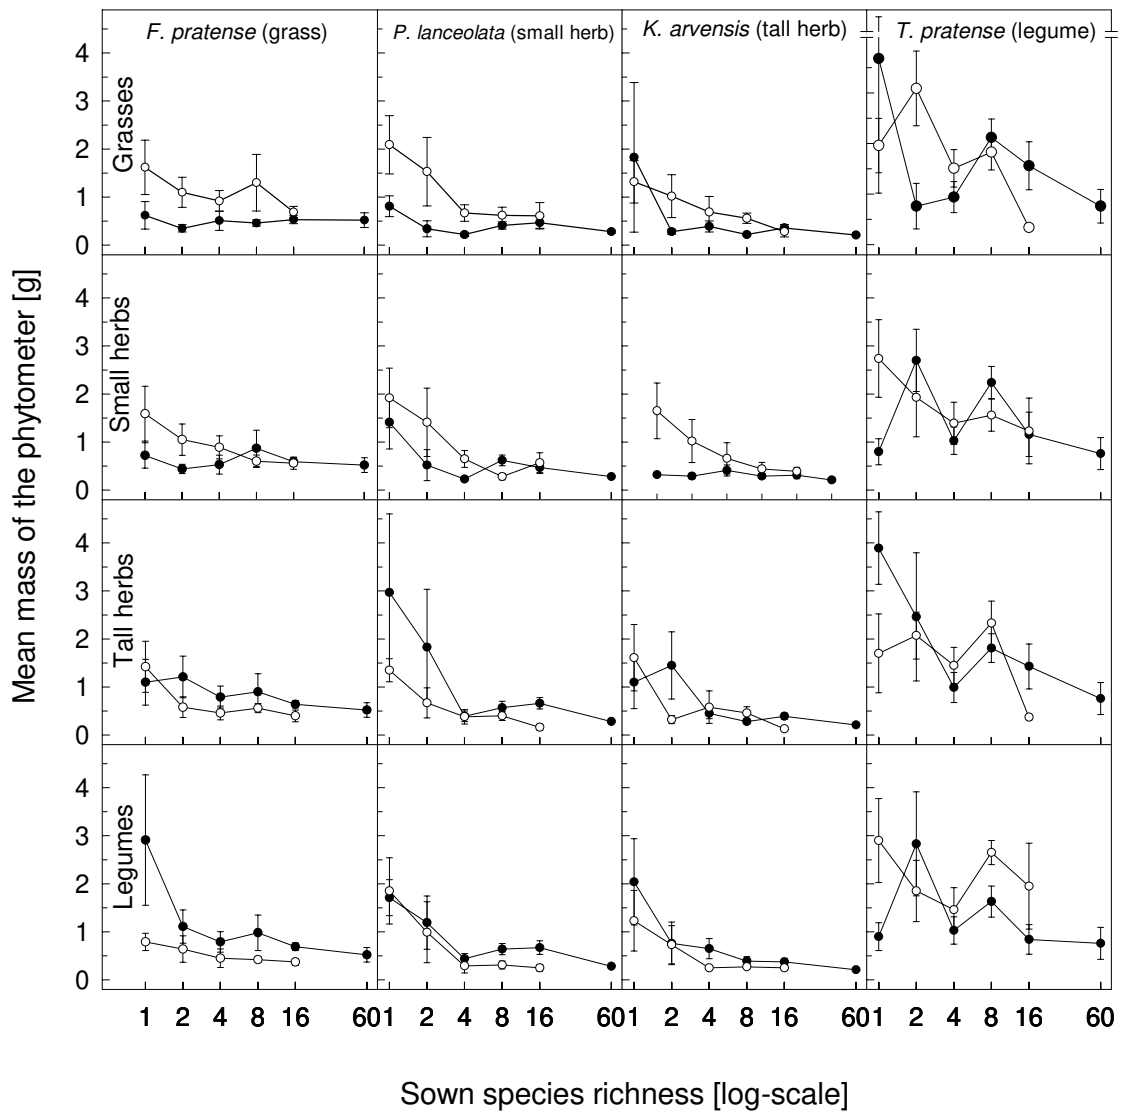 F. pratense (grass) P. lanceolata (small herb) K. arvensis (tall herb) T. pratense (legume)
Mean mass of the phytometer [g]
Grasses
4
3
2
1
0
Small herbs
4
3
2
1
0
Tall herbs
4
3
2
1
0
Legumes
4
3
2
1
0
1 2 4 8 16 60 1 2 4 8 16 60 1 2 4 8 16 60 1 2 4 8 16 60
Sown species richness [log-scale]